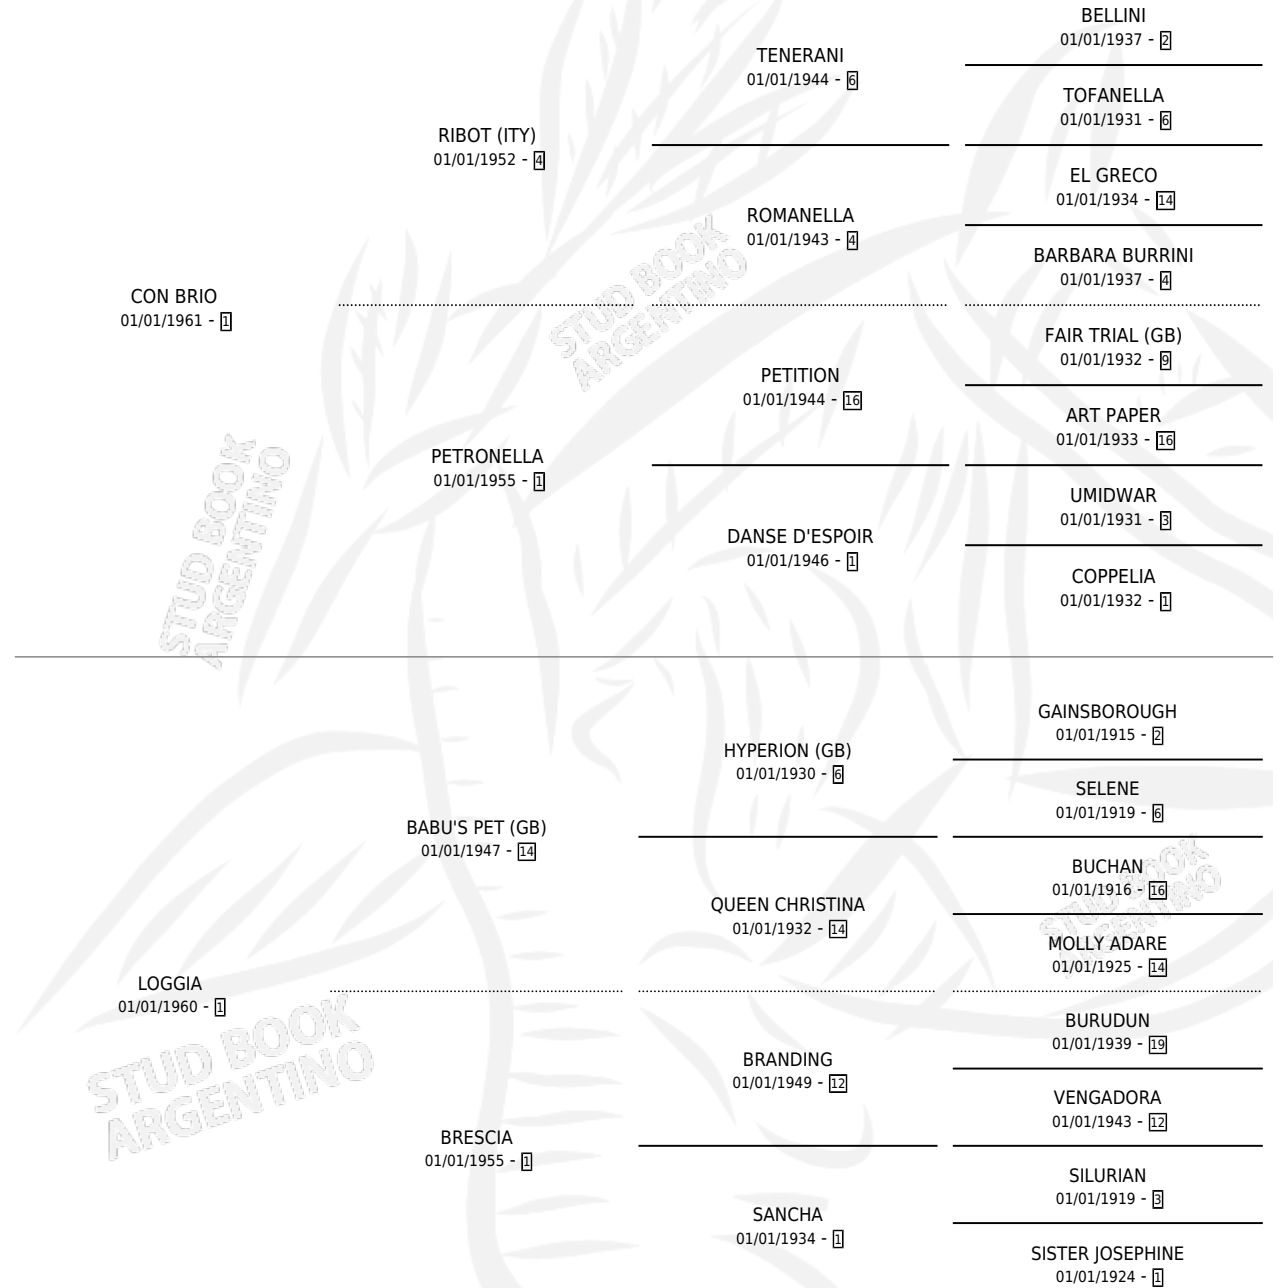 BELLINI
01/01/1937 - 2
TENERANI
01/01/1944 - 6
TOFANELLA
01/01/1931 - 6
RIBOT (ITY)
01/01/1952 - 4
EL GRECO
01/01/1934 - 14
ROMANELLA
01/01/1943 - 4
BARBARA BURRINI
01/01/1937 - 4
CON BRIO
01/01/1961 - 1
STUD BOOK
ARGENTINO
FAIR TRIAL (GB)
01/01/1932 - 9
PETITION
01/01/1944 - 16
ART PAPER
01/01/1933 - 16
PETRONELLA
01/01/1955 - 1
UMIDWAR
01/01/1931 - 3
DANSE D'ESPOIR
01/01/1946 - 1
COPPELIA
01/01/1932 - 1
STUD BOOK
ARGENTINO
GAINSBOROUGH
01/01/1915 - 2
HYPERION (GB)
01/01/1930 - 6
SELENE
01/01/1919 - 6
BABU'S PET (GB)
01/01/1947 - 14
BUCHAN
01/01/1916 - 16
QUEEN CHRISTINA
01/01/1932 - 14
MOLLY ADARE
01/01/1925 - 14
STUD BOOK
ARGENTINO
LOGGIA
01/01/1960 - 1
BURUDUN
01/01/1939 - 19
BRANDING
01/01/1949 - 12
VENGADORA
01/01/1943 - 12
STUD BOOK
ARGENTINO
BRESCIA
01/01/1955 - 1
SILURIAN
01/01/1919 - 3
SANCHA
01/01/1934 - 1
SISTER JOSEPHINE
01/01/1924 - 1